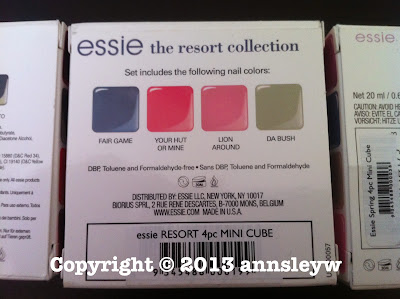 essie the resort collection
Set includes the following nail colors:
FAIR GAME
YOUR HUT OR MINE
LION AROUND
DA BUSH
DBP, Toluene and Formaldehyde-free • Sans DBP, Toluene and Formaldehyde
DISTRIBUTED BY: ESSIE LLC, NEW YORK, NY 10017
BIORIUS SPRL, 2 RUE RENE DESCARTES, B-7000 MONS, BELGIUM
WWW.ESSIE.COM MADE IN U.S.A.
essie RESORT 4pc MINI CUBE
essie
Net 20 ml / 0.6
CAUTION: AVOID
essie Spring 4pc Mini Cube
Copyright © 2013 annsleyw